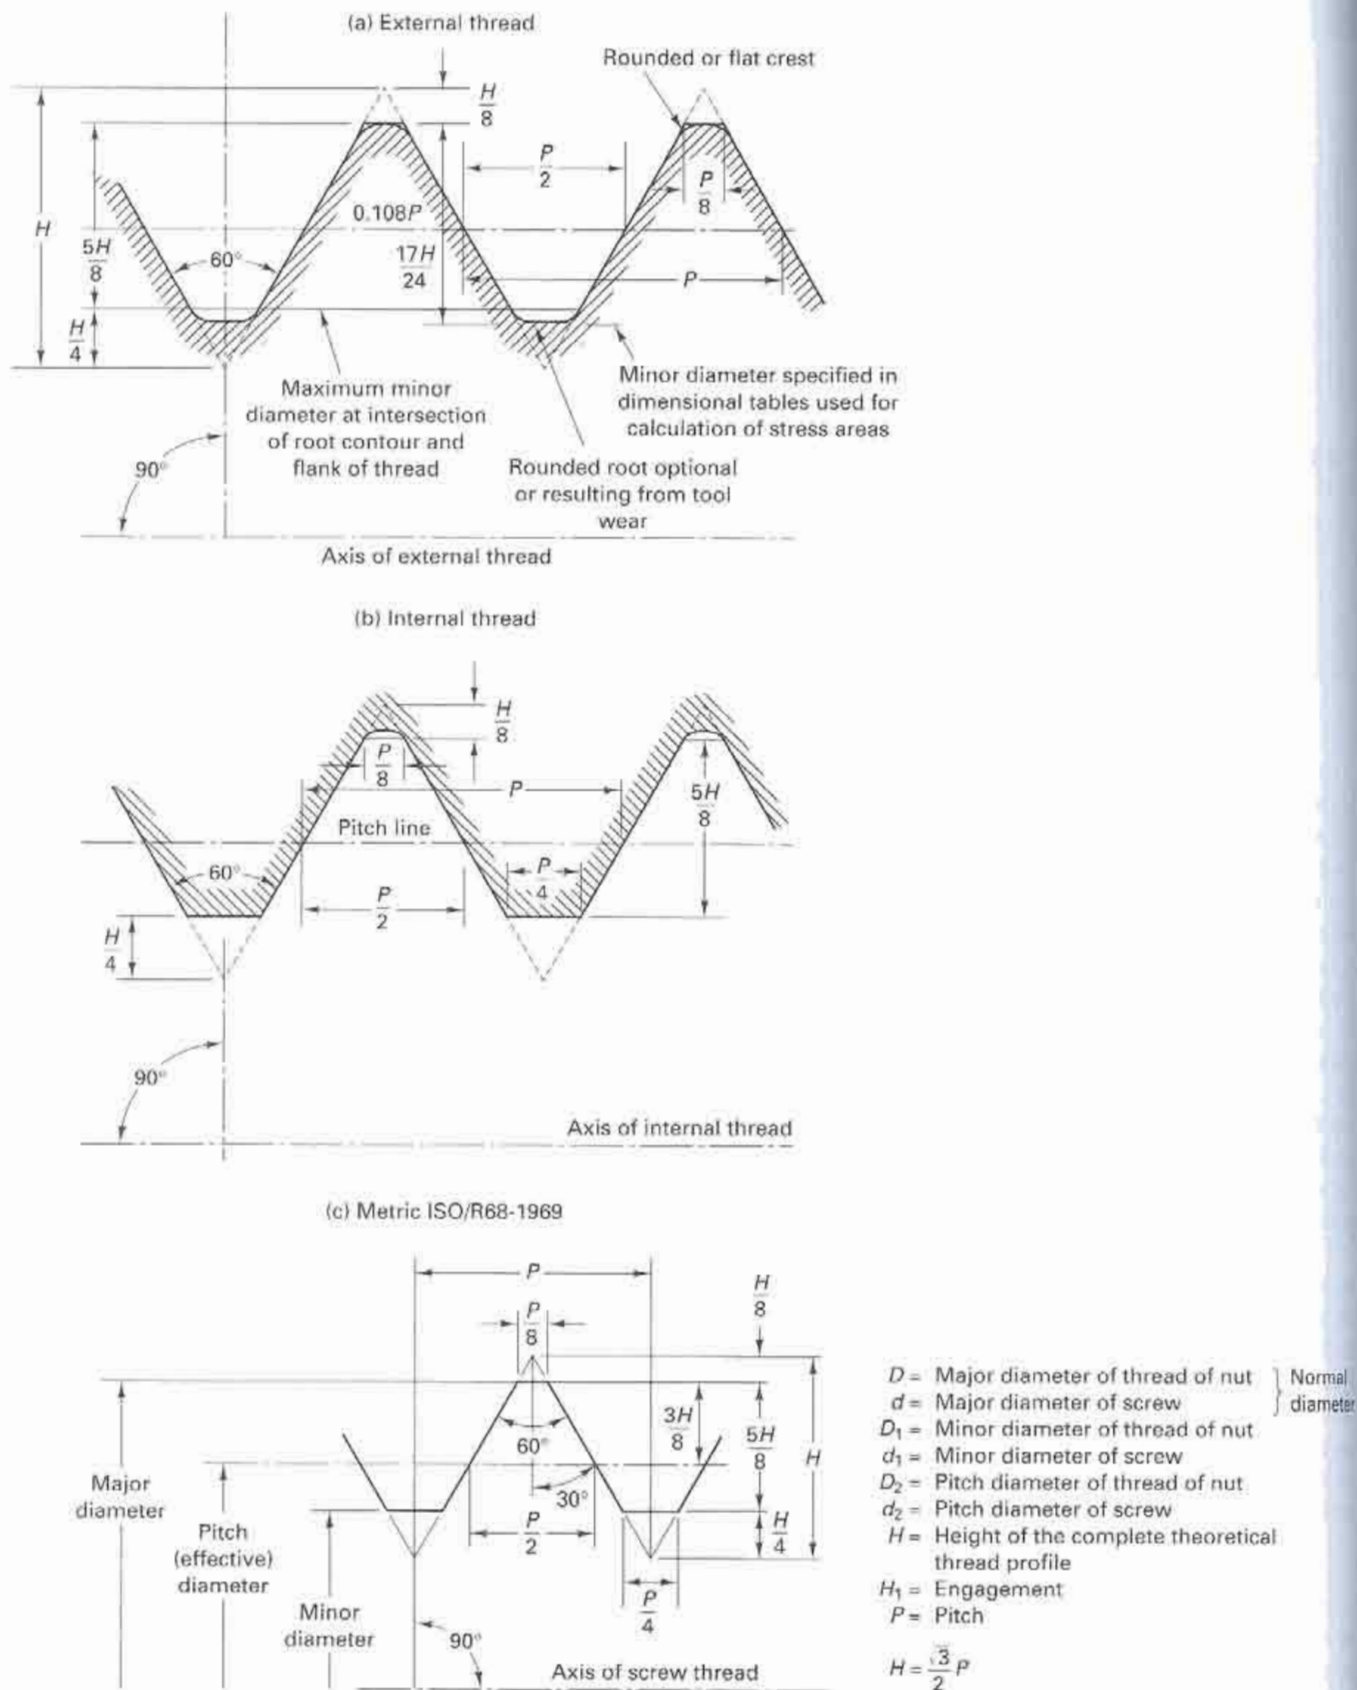 (a) External thread
Rounded or flat crest
H/8
P/2
P/8
H
0.108P
5H/8
60°
17H/24
P
H/4
Maximum minor
diameter at intersection
of root contour and
flank of thread
Minor diameter specified in
dimensional tables used for
calculation of stress areas
90°
Rounded root optional
or resulting from tool
wear
Axis of external thread
(b) Internal thread
H/8
P/8
P
5H/8
Pitch line
60°
P/4
P/2
H/4
90°
Axis of internal thread
(c) Metric ISO/R68-1969
P
H/8
P/8
3H/8
5H/8
H
60°
30°
Major
diameter
Pitch
(effective)
diameter
P/2
H/4
Minor
diameter
P/4
90°
Axis of screw thread
D = Major diameter of thread of nut } Normal
d = Major diameter of screw } diameter
D₁ = Minor diameter of thread of nut
d₁ = Minor diameter of screw
D₂ = Pitch diameter of thread of nut
d₂ = Pitch diameter of screw
H = Height of the complete theoretical
thread profile
H₁ = Engagement
P = Pitch
H = √3/2 P